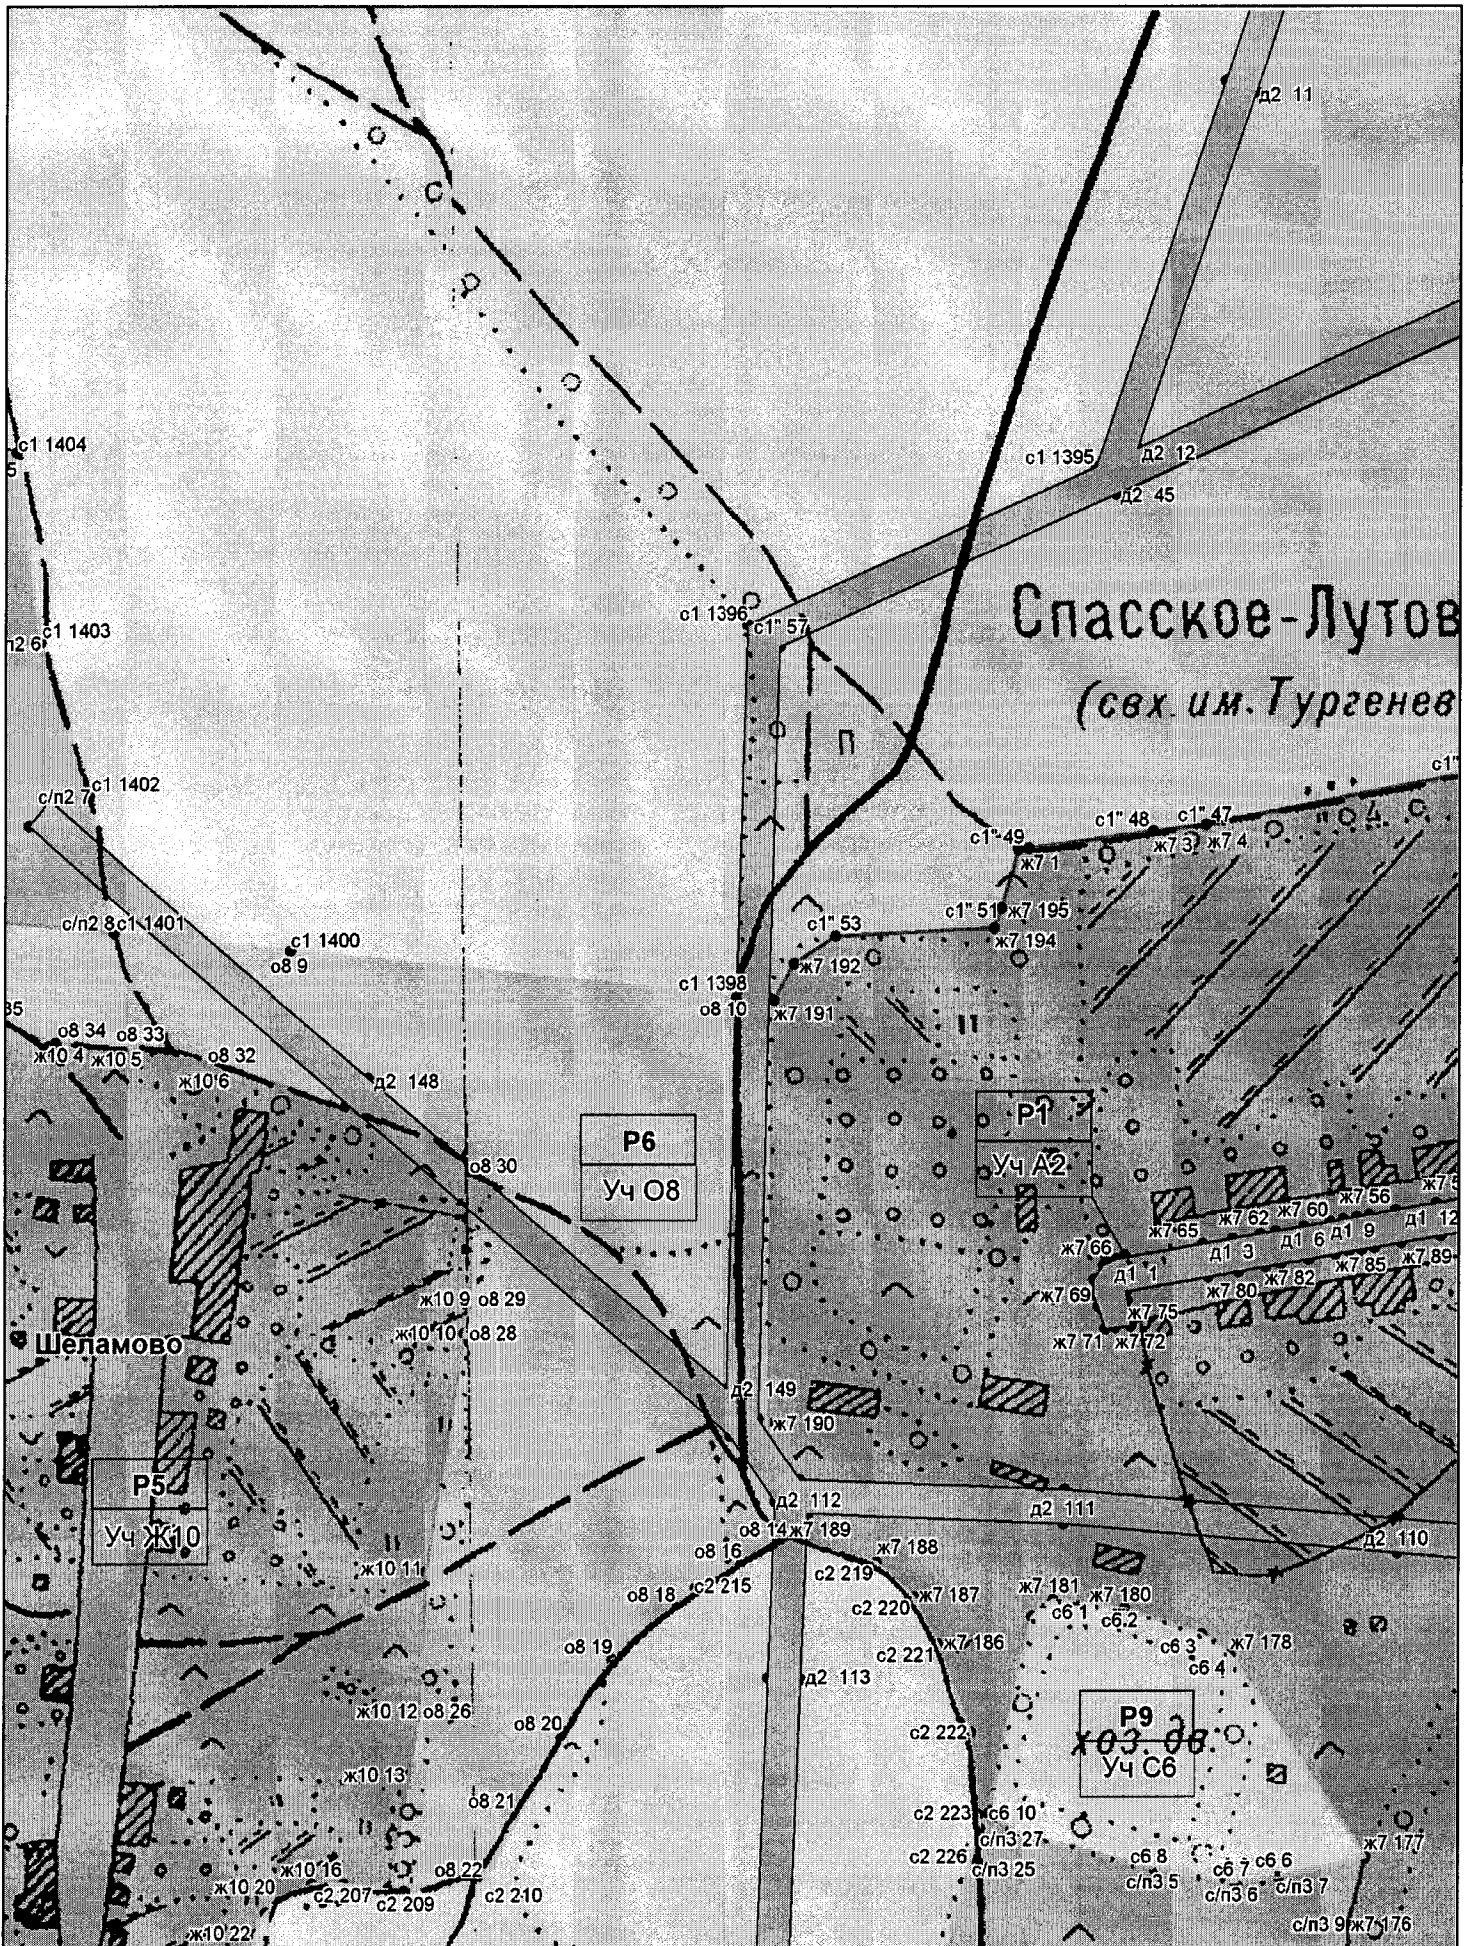 д2 11
с1 1404
5
с1 1395
д2 12
д2 45
с1 1396
с1" 57
Спасское-Лутов
(свх. им. Тургенев
с1 1403
п2 6
П
с1"
с1 1402
с/п2 7
с1" 49
с1" 48
с1" 47
ж7 1
ж7 3
ж7 4
с/п2 8
с1 1401
с1 1400
о8 9
с1" 53
с1" 51
ж7 195
ж7 194
ж7 192
с1 1398
о8 10
ж7 191
35
о8 34
о8 33
о8 32
ж10 4
ж10 5
ж10 6
д2 148
Р6
Уч О8
Р1
Уч А2
о8 30
ж7 65
ж7 62
ж7 60
ж7 56
ж7 5
д1 12
д1 9
д1 6
д1 3
ж7 66
д1 1
ж7 69
ж7 80
ж7 82
ж7 85
ж7 89
ж7 75
ж7 71
ж7 72
ж10 9
о8 29
ж10 10
о8 28
Шеламово
д2 149
ж7 190
Р5
Уч Ж10
д2 112
д2 111
д2 110
о8 14
ж7 189
о8 16
ж7 188
ж10 11
с2 215
с2 219
о8 18
с2 220
ж7 187
ж7 181
ж7 180
с6 1
с6 2
о8 19
с2 221
ж7 186
с6 3
ж7 178
с6 4
д2 113
ж10 12
о8 26
о8 20
с2 222
Р9
хоз. дв.
Уч С6
ж10 13
о8 21
с2 223
с6 10
с/п3 27
ж7 177
с2 226
с/п3 25
с6 8
с6 7
с6 6
с/п3 5
с/п3 6
с/п3 7
ж10 16
о8 22
ж10 20
с2 207
с2 209
с2 210
ж10 22
с/п3 9
ж7 176